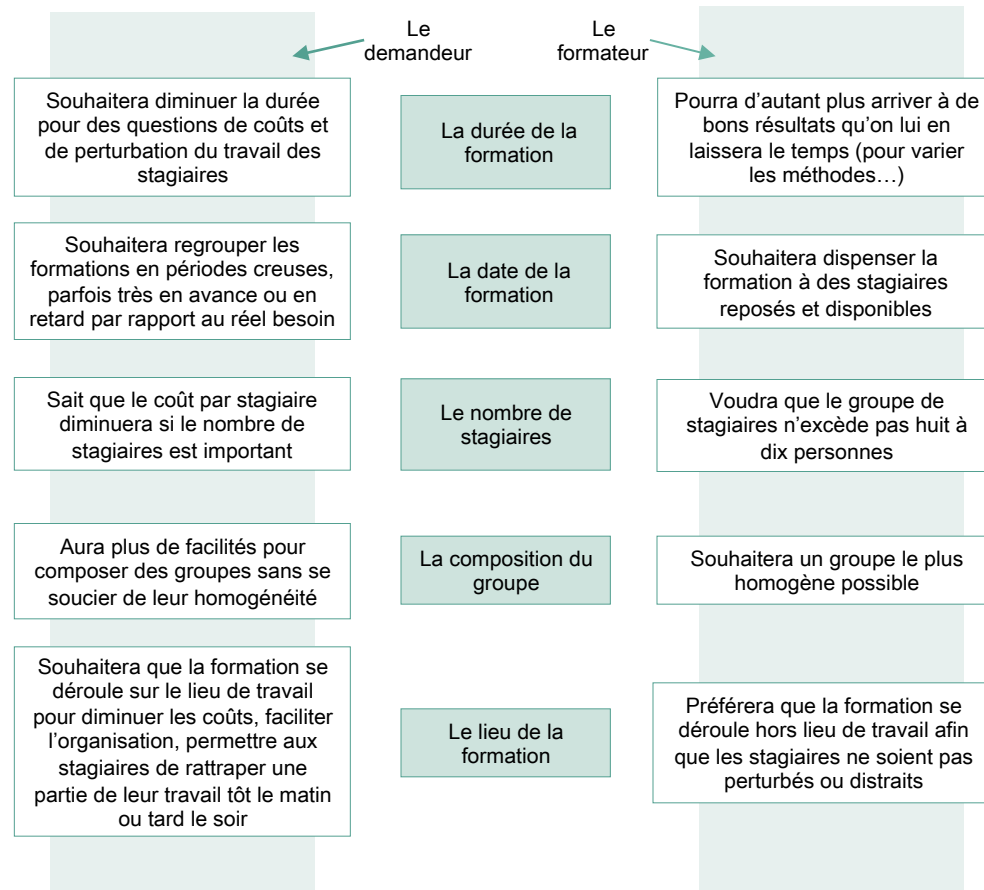 Le
demandeur
Le
formateur
Souhaitera diminuer la durée
pour des questions de coûts et
de perturbation du travail des
stagiaires
La durée de la
formation
Pourra d'autant plus arriver à de
bons résultats qu'on lui en
laissera le temps (pour varier
les méthodes…)
Souhaitera regrouper les
formations en périodes creuses,
parfois très en avance ou en
retard par rapport au réel besoin
La date de la
formation
Souhaitera dispenser la
formation à des stagiaires
reposés et disponibles
Sait que le coût par stagiaire
diminuera si le nombre de
stagiaires est important
Le nombre de
stagiaires
Voudra que le groupe de
stagiaires n’excède pas huit à
dix personnes
Aura plus de facilités pour
composer des groupes sans se
soucier de leur homogénéité
La composition du
groupe
Souhaitera un groupe le plus
homogène possible
Souhaitera que la formation se
déroule sur le lieu de travail
pour diminuer les coûts, faciliter
l’organisation, permettre aux
stagiaires de rattraper une
partie de leur travail tôt le matin
ou tard le soir
Le lieu de la
formation
Préférera que la formation se
déroule hors lieu de travail afin
que les stagiaires ne soient pas
perturbés ou distraits